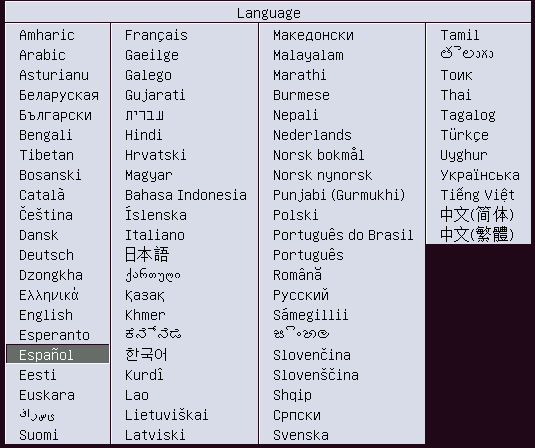 Language
Amharic
Arabic
Asturianu
Беларуская
Български
Bengali
Tibetan
Bosanski
Català
Čeština
Dansk
Deutsch
Dzongkha
Ελληνικά
English
Esperanto
Español
Eesti
Euskara
فارسی
Suomi
Français
Gaeilge
Galego
Gujarati
עברית
Hindi
Hrvatski
Magyar
Bahasa Indonesia
Íslenska
Italiano
日本語
ქართული
Қазақ
Khmer
ಕನ್ನಡ
한국어
Kurdî
Lao
Lietuviškai
Latviski
Македонски
Malayalam
Marathi
Burmese
Nepali
Nederlands
Norsk bokmål
Norsk nynorsk
Punjabi (Gurmukhi)
Polski
Português do Brasil
Português
Română
Русский
Sámegillii
සිංහල
Slovenčina
Slovenščina
Shqip
Српски
Svenska
Tamil
తెలుగు
Тоик
Thai
Tagalog
Türkçe
Uyghur
Українська
Tiếng Việt
中文(简体)
中文(繁體)